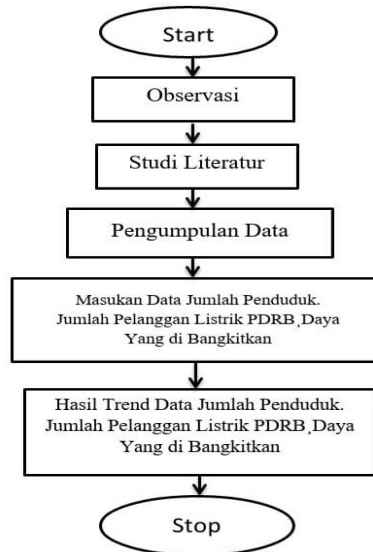 Start
Observasi
Studi Literatur
Pengumpulan Data
Masukan Data Jumlah Penduduk.
Jumlah Pelanggan Listrik PDRB,Daya
Yang di Bangkitkan
Hasil Trend Data Jumlah Penduduk.
Jumlah Pelanggan Listrik PDRB,Daya
Yang di Bangkitkan
Stop